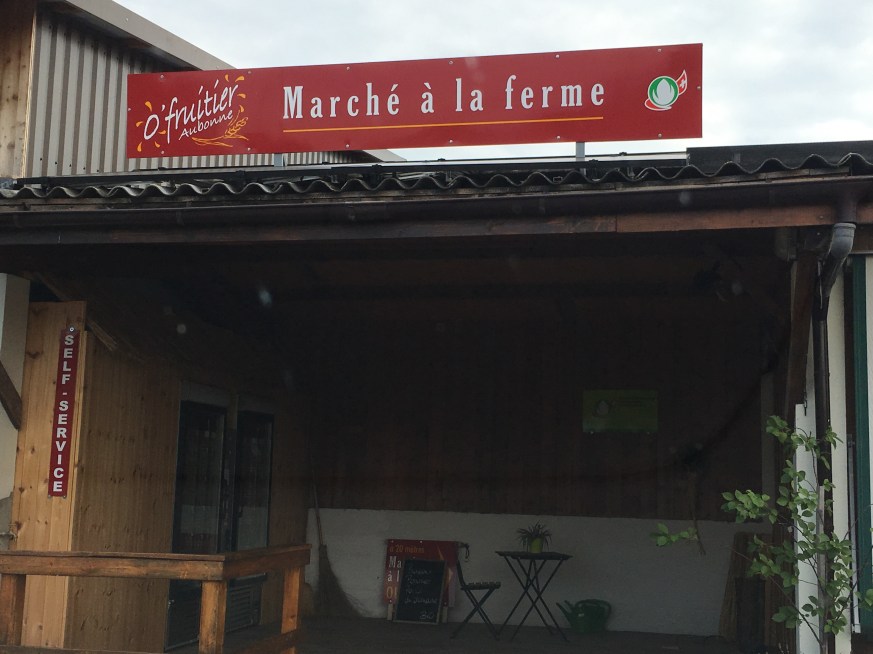 O'fruitier
Aubonne
Marché à la ferme
SELF-SERVICE